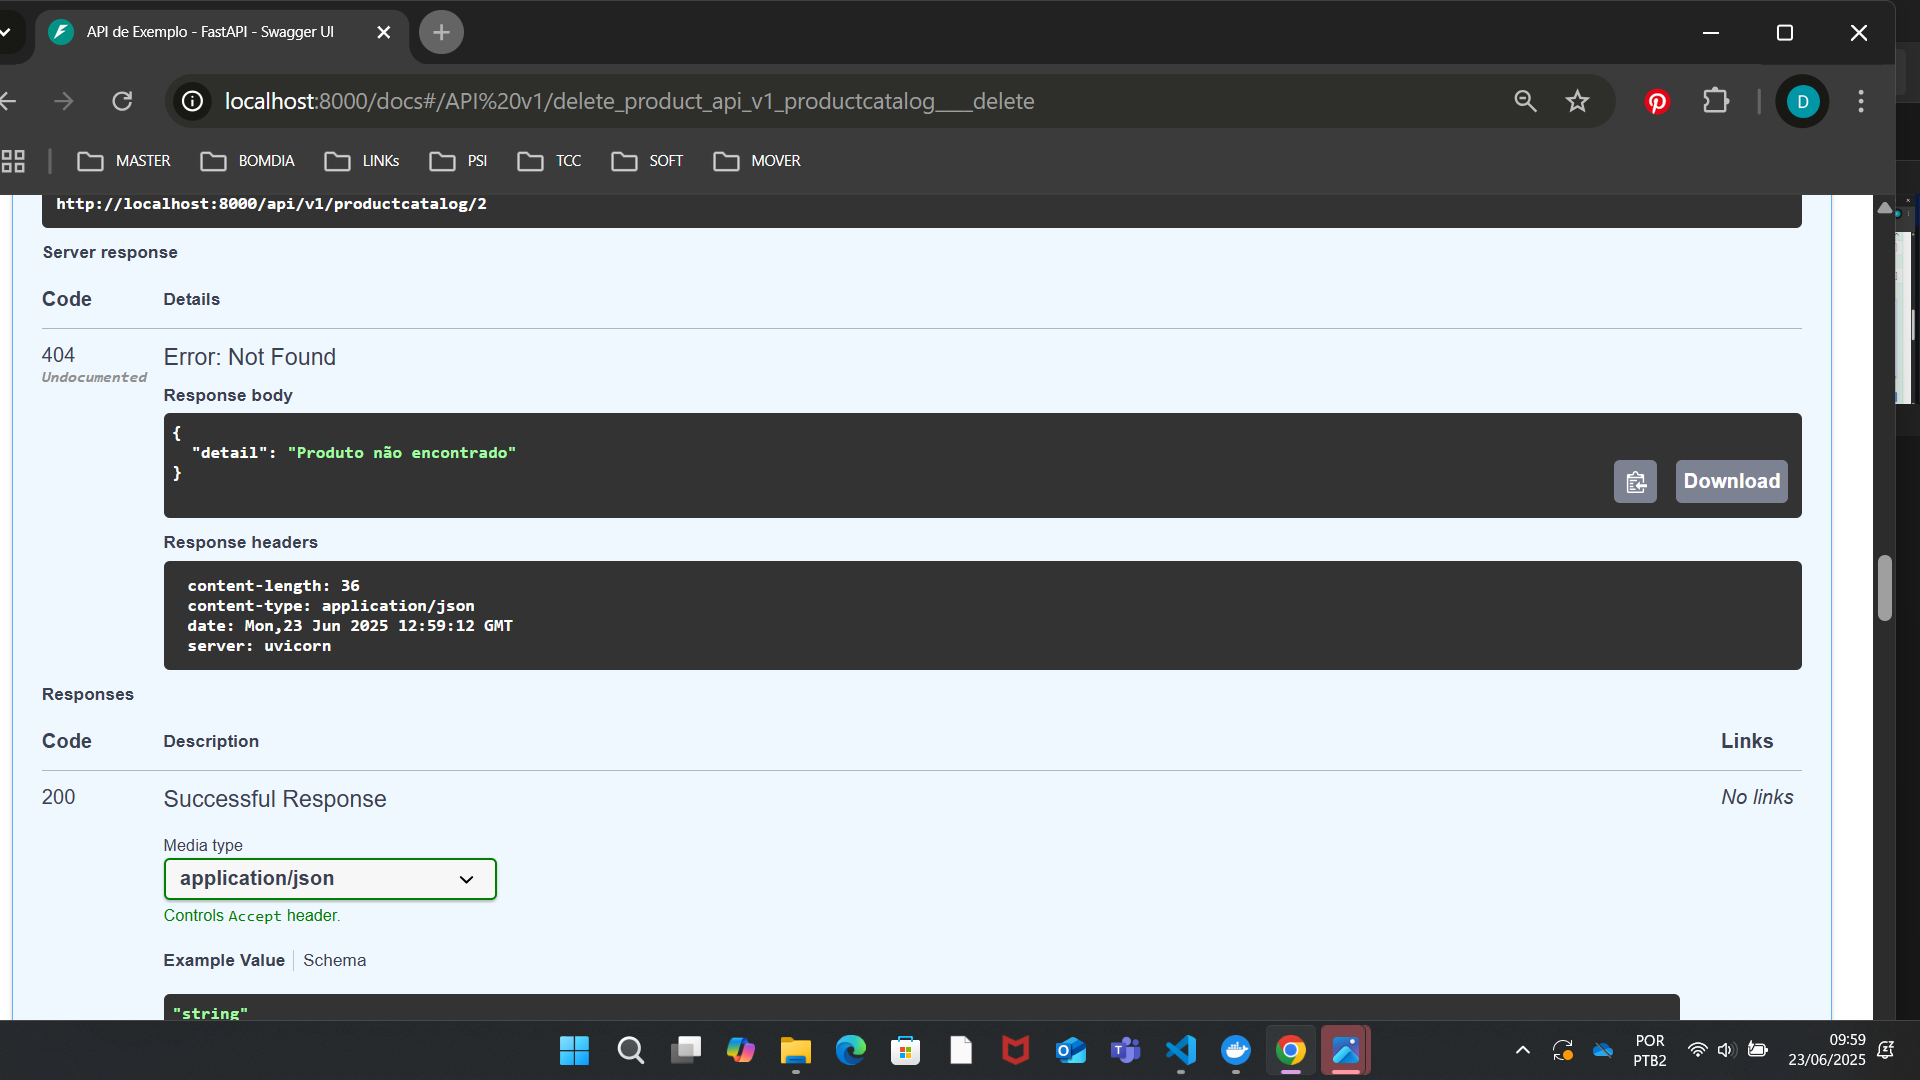 API de Exemplo - FastAPI - Swagger UI
localhost:8000/docs#/API%20v1/delete_product_api_v1_productcatalog____delete
D
MASTER
BOMDIA
LINKs
PSI
TCC
SOFT
MOVER
http://localhost:8000/api/v1/productcatalog/2
Server response
Code Details
404 Error: Not Found
Undocumented
Response body
{
"detail": "Produto não encontrado"
}
Download
Response headers
content-length: 36
content-type: application/json
date: Mon,23 Jun 2025 12:59:12 GMT
server: uvicorn
Responses
Code Description Links
200 Successful Response No links
Media type
application/json
Controls Accept header.
Example Value Schema
"string"
POR
PTB2
09:59
23/06/2025